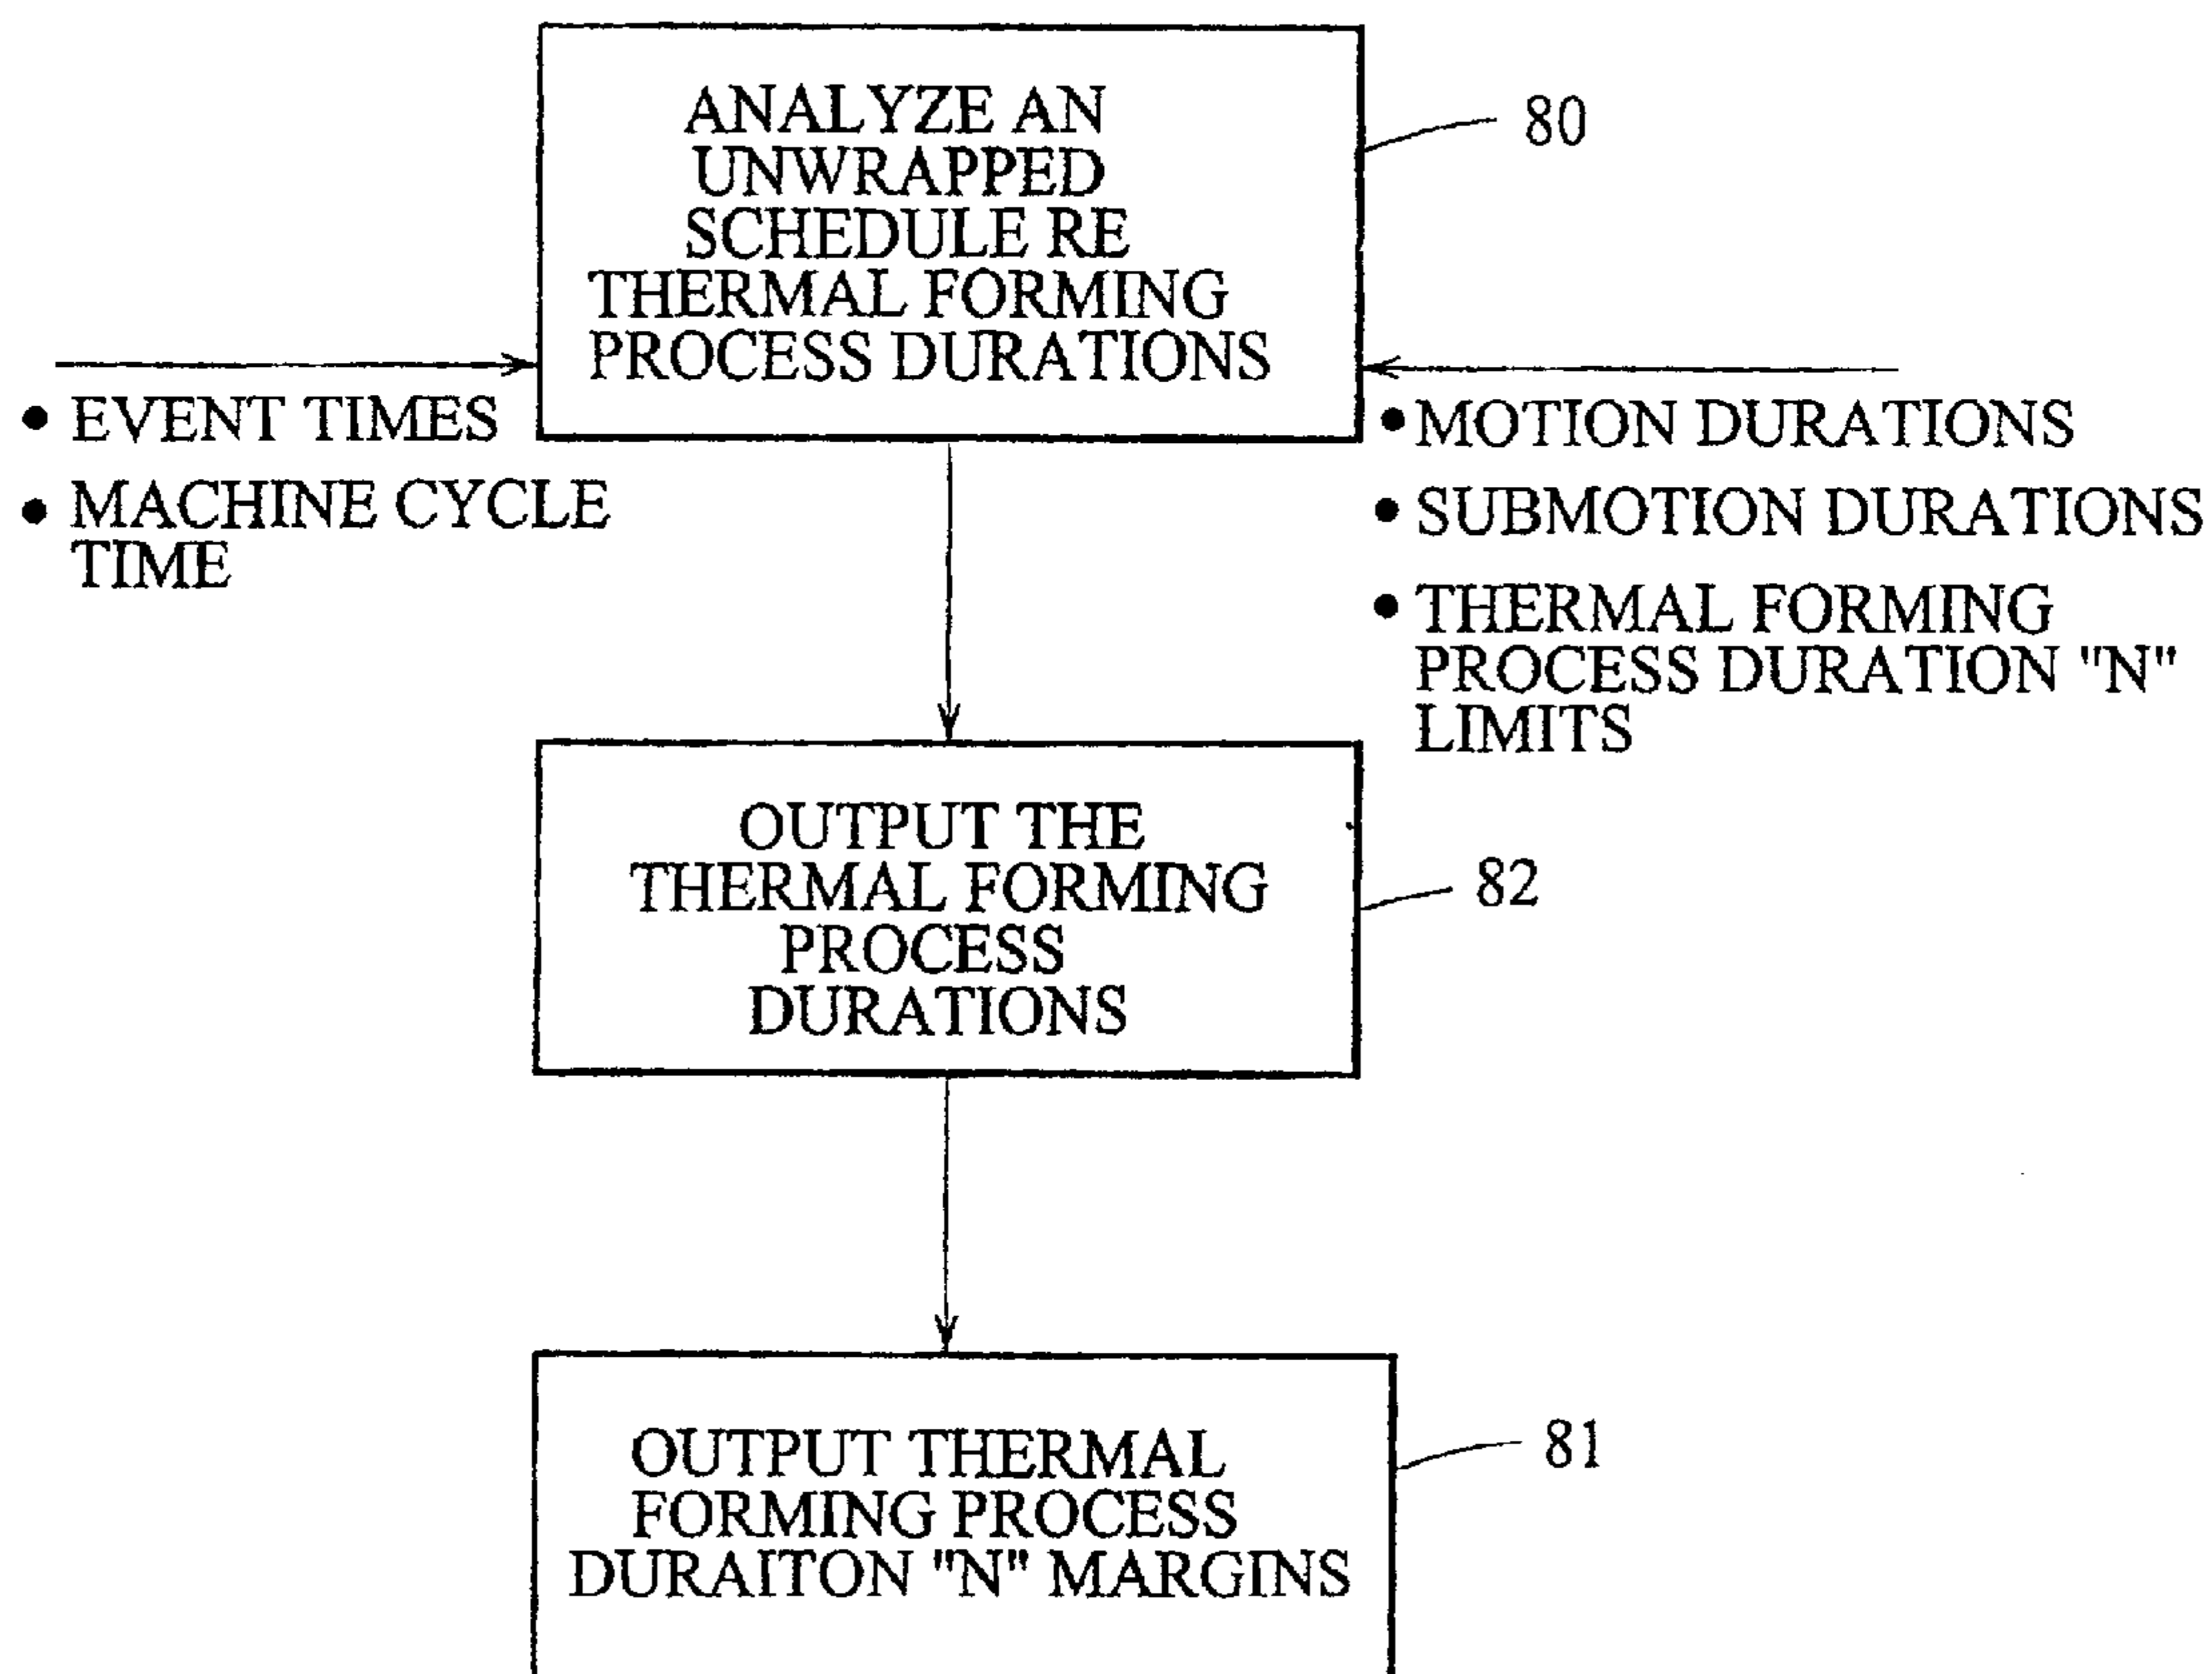 ANALYZE AN
UNWRAPPED
SCHEDULE RE
THERMAL FORMING
PROCESS DURATIONS
80
• EVENT TIMES
• MACHINE CYCLE
TIME
• MOTION DURATIONS
• SUBMOTION DURATIONS
• THERMAL FORMING
PROCESS DURATION "N"
LIMITS
OUTPUT THE
THERMAL FORMING
PROCESS
DURATIONS
82
OUTPUT THERMAL
FORMING PROCESS
DURAITON "N" MARGINS
81